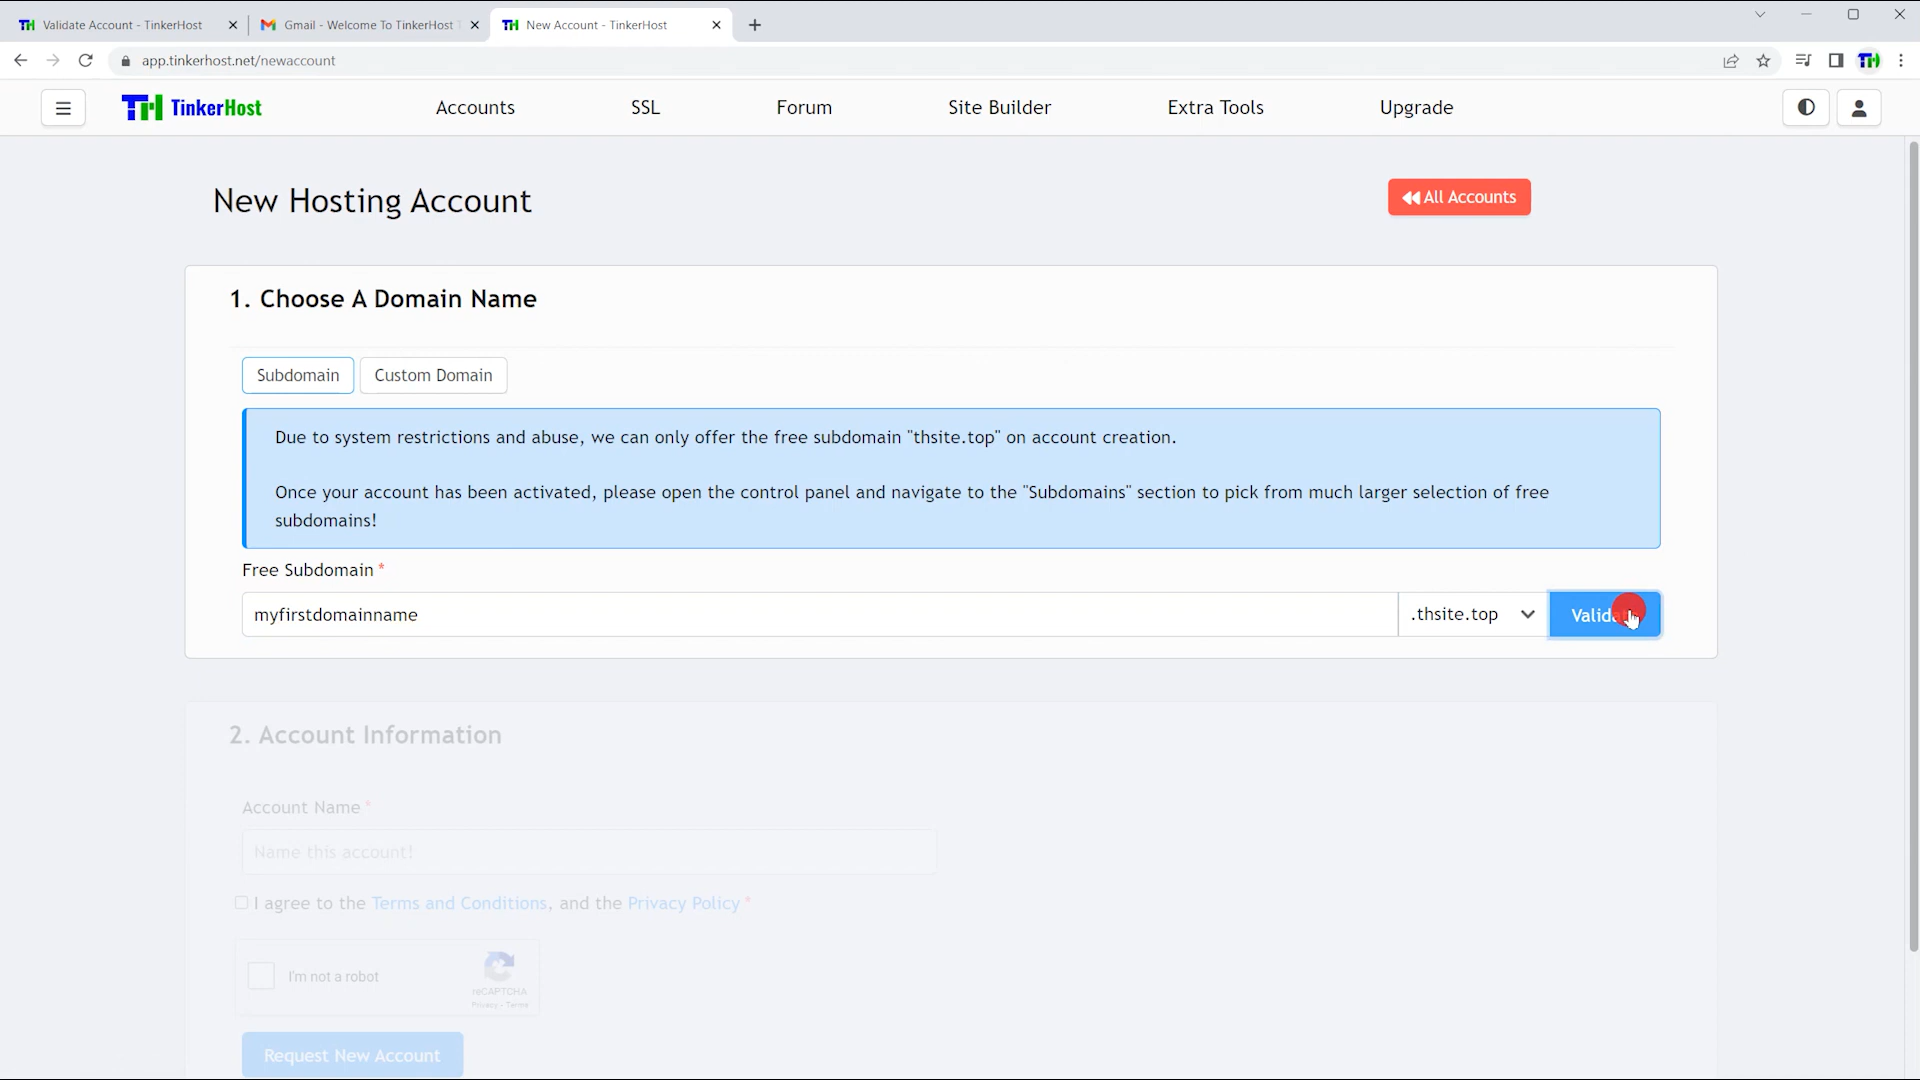 Validate Account - TinkerHost
Gmail - Welcome To TinkerHost
New Account - TinkerHost
app.tinkerhost.net/newaccount
TH TinkerHost
Accounts
SSL
Forum
Site Builder
Extra Tools
Upgrade
New Hosting Account
All Accounts
1. Choose A Domain Name
Subdomain
Custom Domain
Due to system restrictions and abuse, we can only offer the free subdomain "thsite.top" on account creation.
Once your account has been activated, please open the control panel and navigate to the "Subdomains" section to pick from much larger selection of free
subdomains!
Free Subdomain *
myfirstdomainname
.thsite.top
2. Account Information
Account Name *
Name this account!
I agree to the Terms and Conditions, and the Privacy Policy *
I'm not a robot
reCAPTCHA
Privacy - Terms
Request New Account